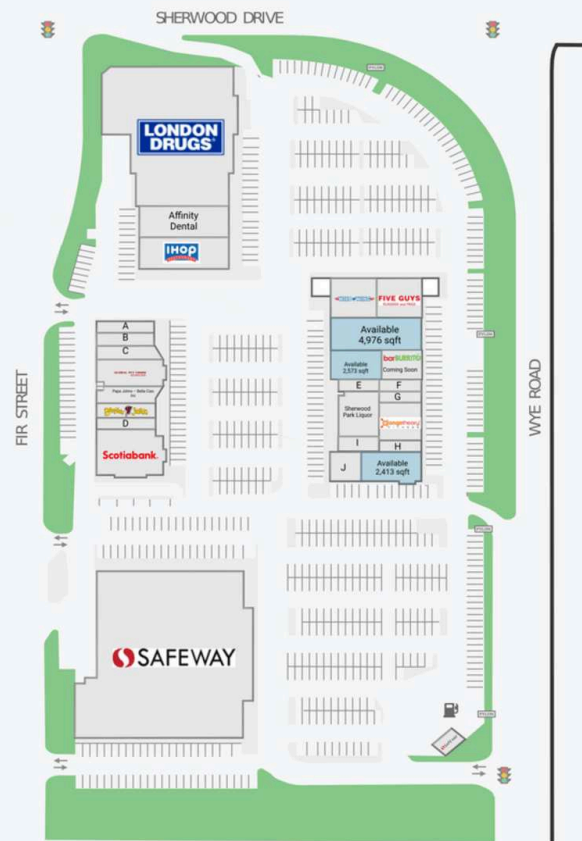 SHERWOOD DRIVE
LONDON
DRUGS
Affinity
Dental
IHOP
FIVE GUYS
Available
4,976 sqft
Available
2,573 sqft
barBURRITO
Coming Soon
A
B
C
D
Scotiabank.
E
F
G
Sherwood
Park Liquor
I
H
J
Available
2,413 sqft
FIR STREET
WYE ROAD
SAFEWAY